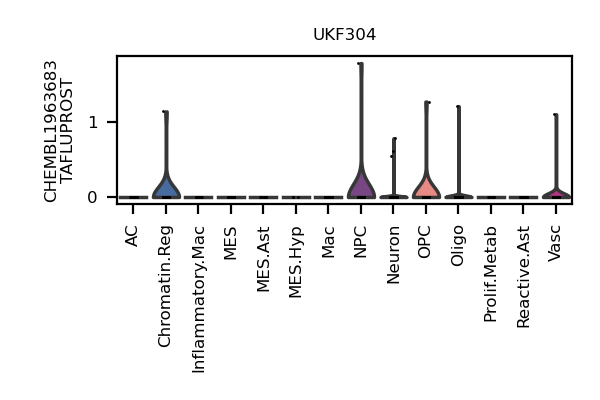 UKF304
CHEMBL1963683
TAFLUPROST
1
0
AC
Chromatin.Reg
Inflammatory.Mac
MES
MES.Ast
MES.Hyp
Mac
NPC
Neuron
OPC
Oligo
Prolif.Metab
Reactive.Ast
Vasc